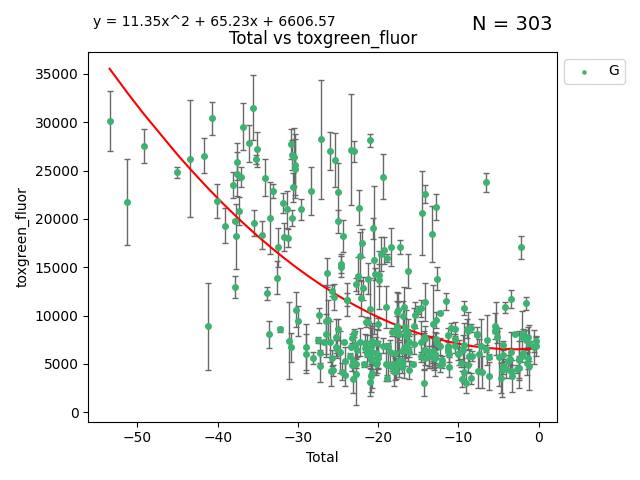 y = 11.35x^2 + 65.23x + 6606.57
N = 303
Total vs toxgreen_fluor
G
toxgreen_fluor
35000
30000
25000
20000
15000
10000
5000
0
−50
−40
−30
−20
−10
0
Total